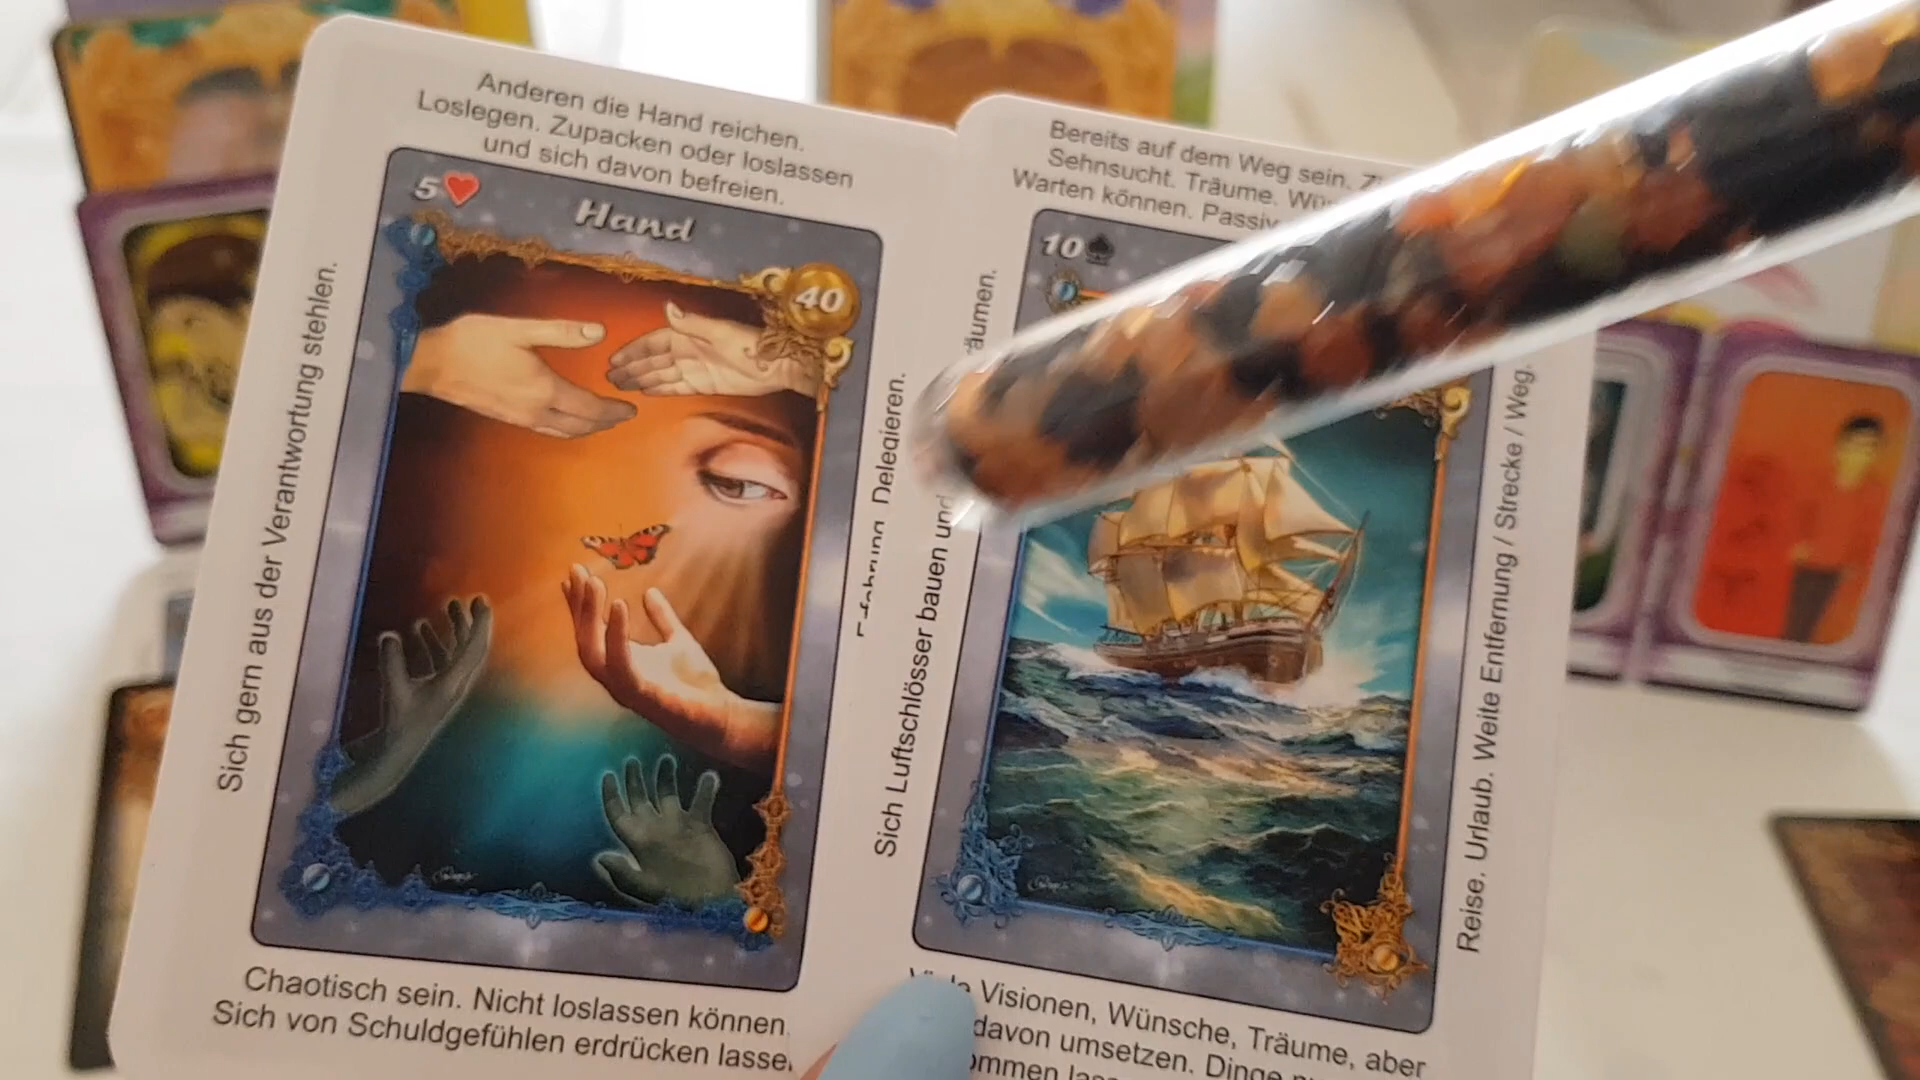 Anderen die Hand reichen.
Loslegen. Zupacken oder loslassen
und sich davon befreien.
5
Hand
40
Sich gern aus der Verantwortung stehlen.
Delegieren.
Chaotisch sein. Nicht loslassen können
Sich von Schuldgefühlen erdrücken
Bereits auf dem Weg sein.
Sehnsucht. Träume.
Warten können.
10
Sich Luftschlösser bauen und
Reise. Urlaub. Weite Entfernung / Strecke / Weg.
Visionen, Wünsche, Träume, aber
davon umsetzen. Dinge